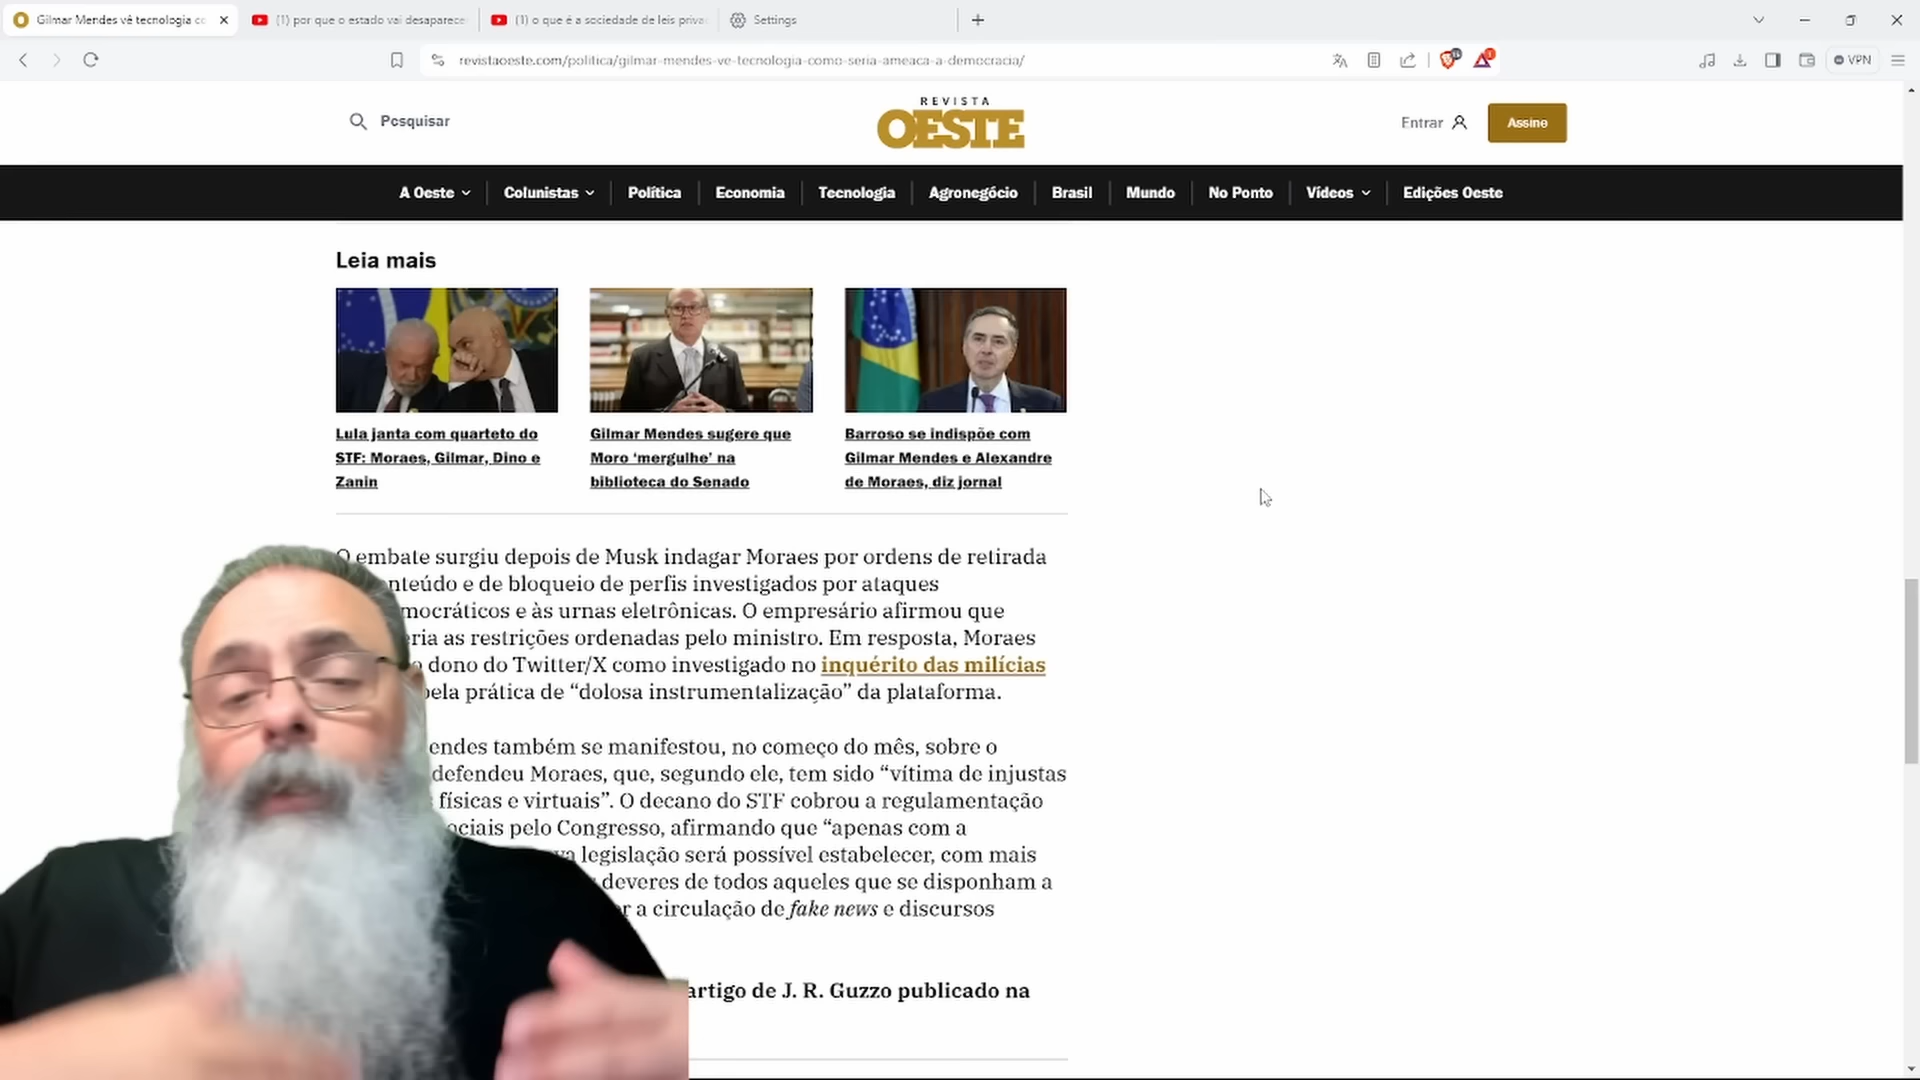 Gilmar Mendes vê tecnologia co
(1) por que o estado vai desaparece
(1) o que é a sociedade de leis priva
Settings
revistaoeste.com/politica/gilmar-mendes-ve-tecnologia-como-seria-ameaca-a-democracia/
VPN
Pesquisar
REVISTA
OESTE
Entrar
Assine
A Oeste
Colunistas
Política
Economia
Tecnologia
Agronegócio
Brasil
Mundo
No Ponto
Vídeos
Edições Oeste
Leia mais
Lula janta com quarteto do
STF: Moraes, Gilmar, Dino e
Zanin
Gilmar Mendes sugere que
Moro ‘mergulhe’ na
biblioteca do Senado
Barroso se indispõe com
Gilmar Mendes e Alexandre
de Moraes, diz jornal
O embate surgiu depois de Musk indagar Moraes por ordens de retirada
nteúdo e de bloqueio de perfis investigados por ataques
mocráticos e às urnas eletrônicas. O empresário afirmou que
eria as restrições ordenadas pelo ministro. Em resposta, Moraes
o dono do Twitter/X como investigado no inquérito das milícias
pela prática de “dolosa instrumentalização” da plataforma.
endes também se manifestou, no começo do mês, sobre o
defendeu Moraes, que, segundo ele, tem sido “vítima de injustas
s físicas e virtuais”. O decano do STF cobrou a regulamentação
ociais pelo Congresso, afirmando que “apenas com a
va legislação será possível estabelecer, com mais
deveres de todos aqueles que se disponham a
r a circulação de fake news e discursos
artigo de J. R. Guzzo publicado na